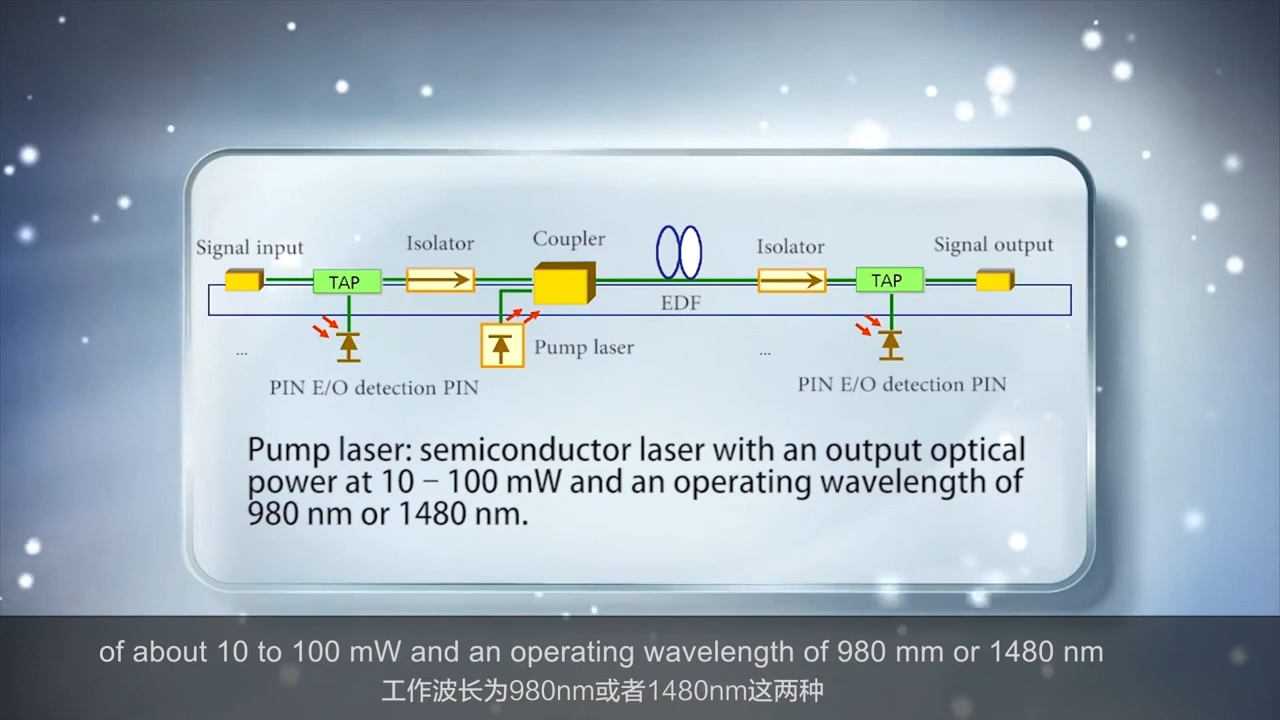 Signal input
Isolator
Coupler
Isolator
Signal output
TAP
TAP
EDF
...
Pump laser
...
PIN E/O detection PIN
PIN E/O detection PIN
Pump laser: semiconductor laser with an output optical
power at 10 – 100 mW and an operating wavelength of
980 nm or 1480 nm.
of about 10 to 100 mW and an operating wavelength of 980 mm or 1480 nm
工作波长为980nm或者1480nm这两种